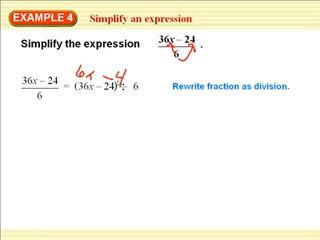 EXAMPLE 4 Simplify an expression
Simplify the expression (36x – 24)/6 .
6x – 4
(36x – 24)/6 = (36x – 24) ÷ 6 Rewrite fraction as division.